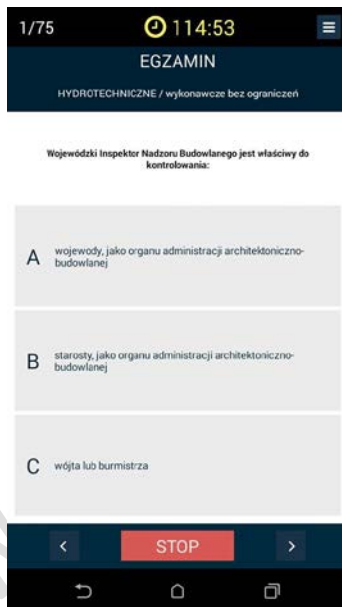 1/75 114:53
EGZAMIN
HYDROTECHNICZNE / wykonawcze bez ograniczeń
Wojewódzki Inspektor Nadzoru Budowlanego jest właściwy do
kontrolowania:
A wojewody, jako organu administracji architektoniczno-
budowlanej
B starosty, jako organu administracji architektoniczno-
budowlanej
C wójta lub burmistrza
STOP